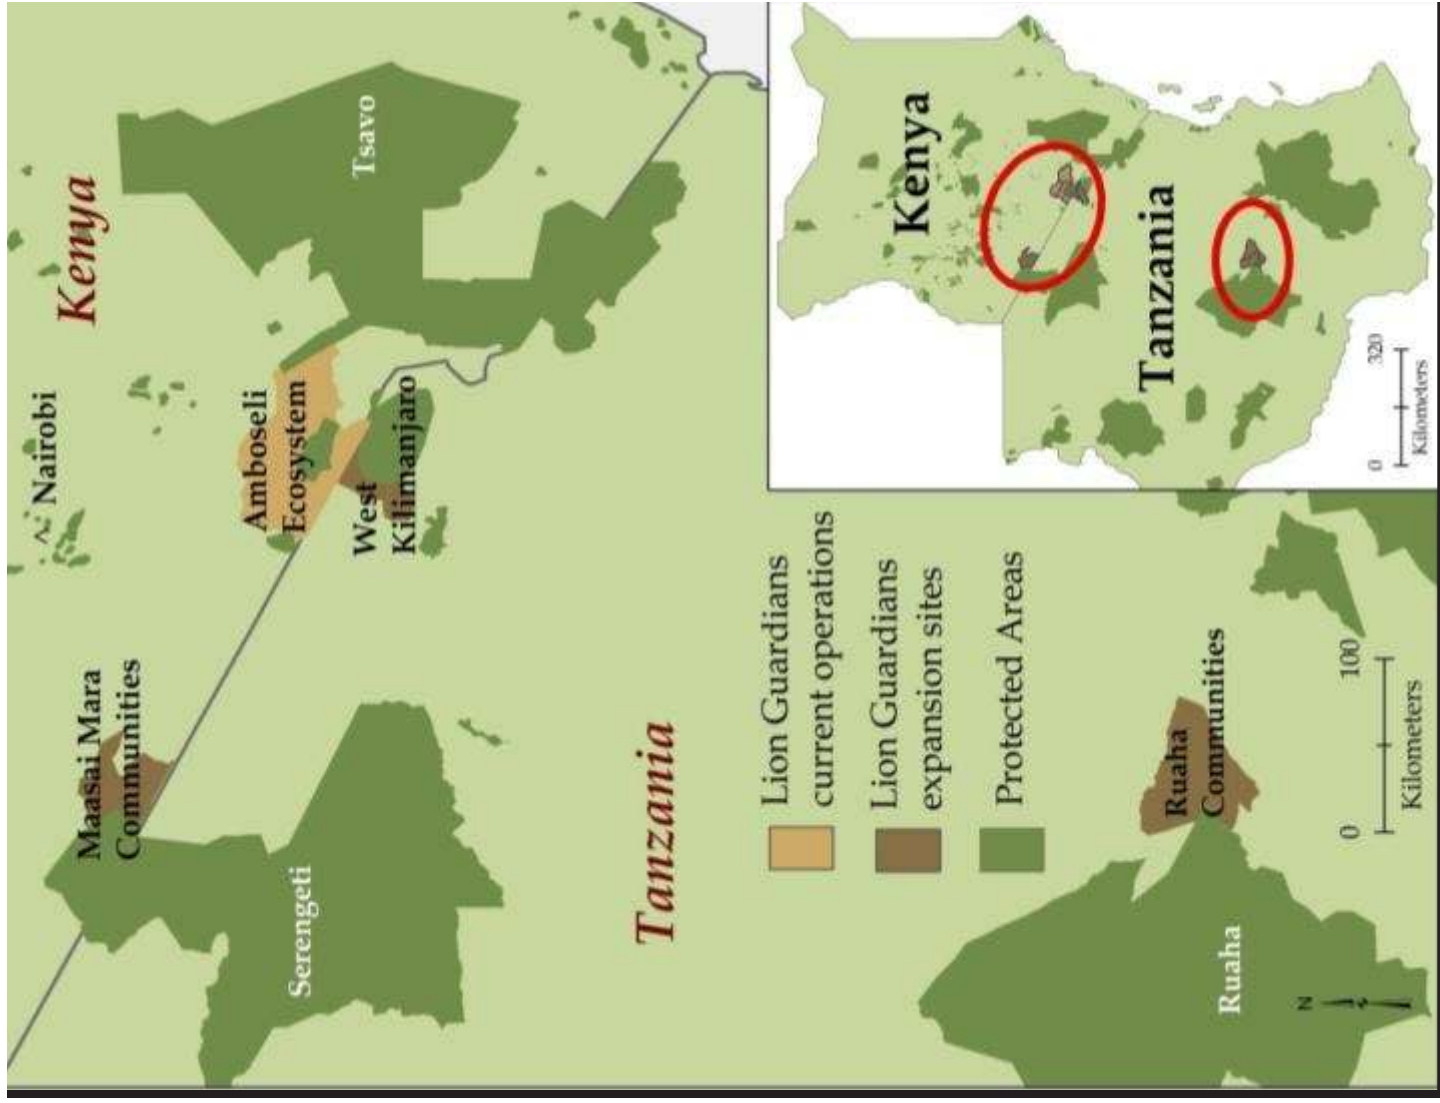 Kenya
Nairobi
Maasai Mara
Communities
Amboseli
Ecosystem
West
Kilimanjaro
Tsavo
Serengeti
Tanzania
Lion Guardians
current operations
Lion Guardians
expansion sites
Protected Areas
Ruaha
Communities
Ruaha
N
0 100
Kilometers
Kenya
Tanzania
0 320
Kilometers